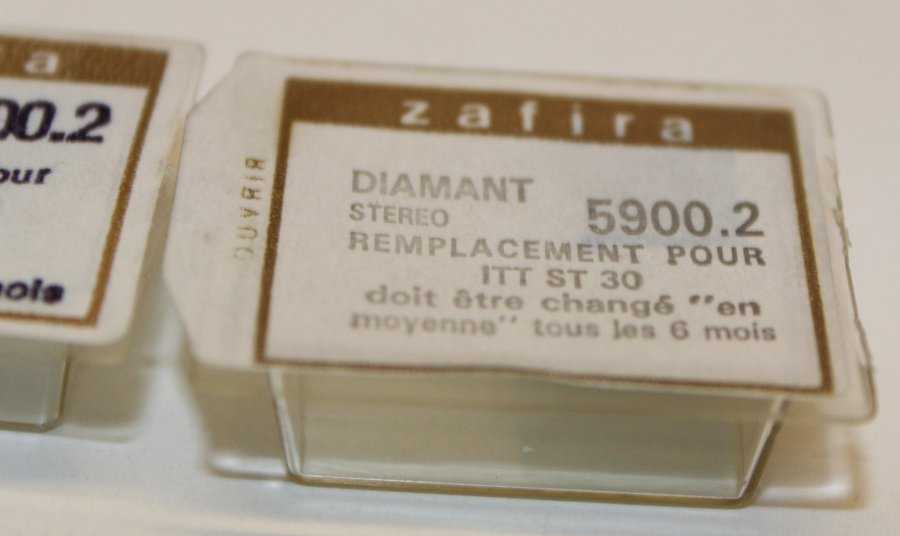 a
00.2
our
mois
OUVRIR
zafira
DIAMANT
STEREO
5900.2
REMPLACEMENT POUR
ITT ST 30
doit être changé "en
moyenne" tous les 6 mois